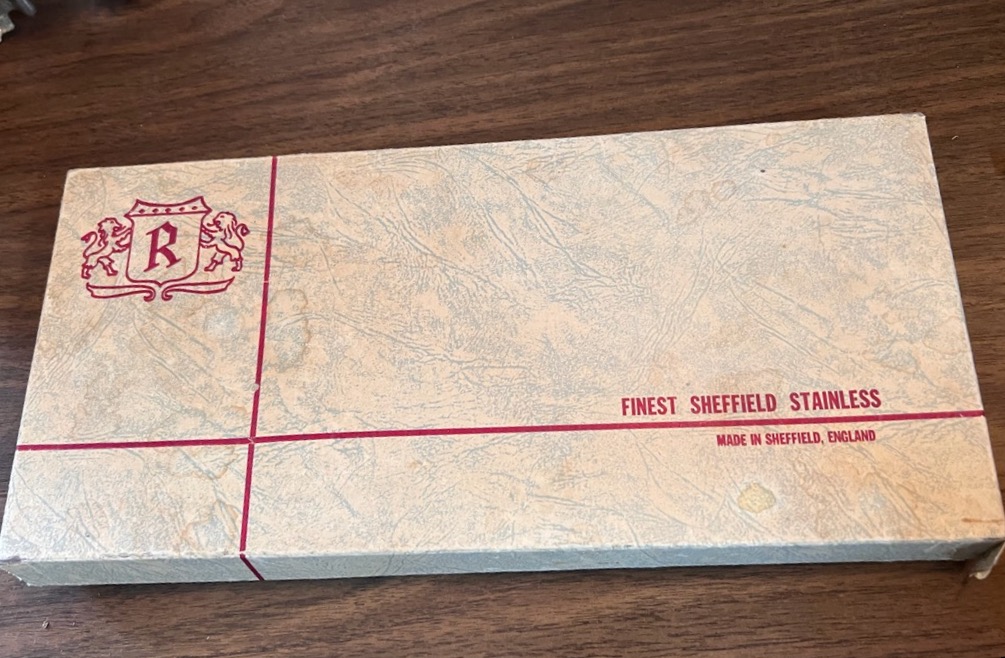 R
FINEST SHEFFIELD STAINLESS
MADE IN SHEFFIELD, ENGLAND